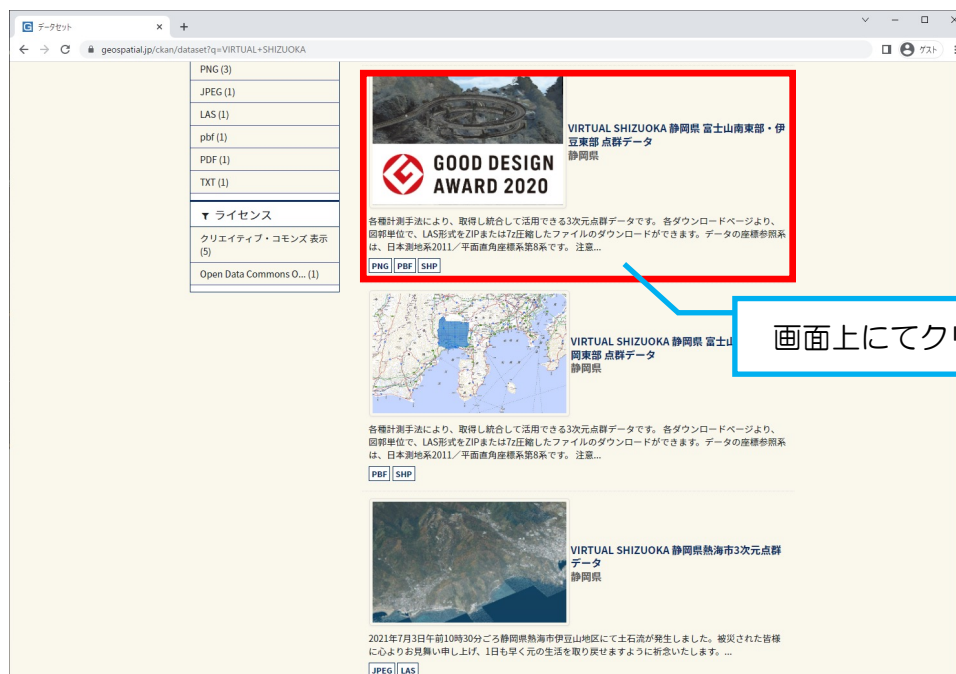 データセット
geospatial.jp/ckan/dataset?q=VIRTUAL+SHIZUOKA
ゲスト
PNG (3)
JPEG (1)
LAS (1)
pbf (1)
PDF (1)
TXT (1)
ライセンス
クリエイティブ・コモンズ 表示
(5)
Open Data Commons O... (1)
GOOD DESIGN
AWARD 2020
VIRTUAL SHIZUOKA 静岡県 富士山南東部・伊
豆東部 点群データ
静岡県
各種計測手法により、取得し統合して活用できる3次元点群データです。 各ダウンロードページより、
図郭単位で、LAS形式をZIPまたは7z圧縮したファイルのダウンロードができます。データの座標参照系
は、日本測地系2011／平面直角座標系第8系です。 注意...
PNG PBF SHP
画面上にてクリ
VIRTUAL SHIZUOKA 静岡県 富士山
岡東部 点群データ
静岡県
各種計測手法により、取得し統合して活用できる3次元点群データです。 各ダウンロードページより、
図郭単位で、LAS形式をZIPまたは7z圧縮したファイルのダウンロードができます。データの座標参照系
は、日本測地系2011／平面直角座標系第8系です。 注意...
PBF SHP
VIRTUAL SHIZUOKA 静岡県熱海市3次元点群
データ
静岡県
2021年7月3日午前10時30分ごろ静岡県熱海市伊豆山地区にて土石流が発生しました。被災された皆様
に心よりお見舞い申し上げ、1日も早く元の生活を取り戻せますように祈念いたします。...
JPEG LAS